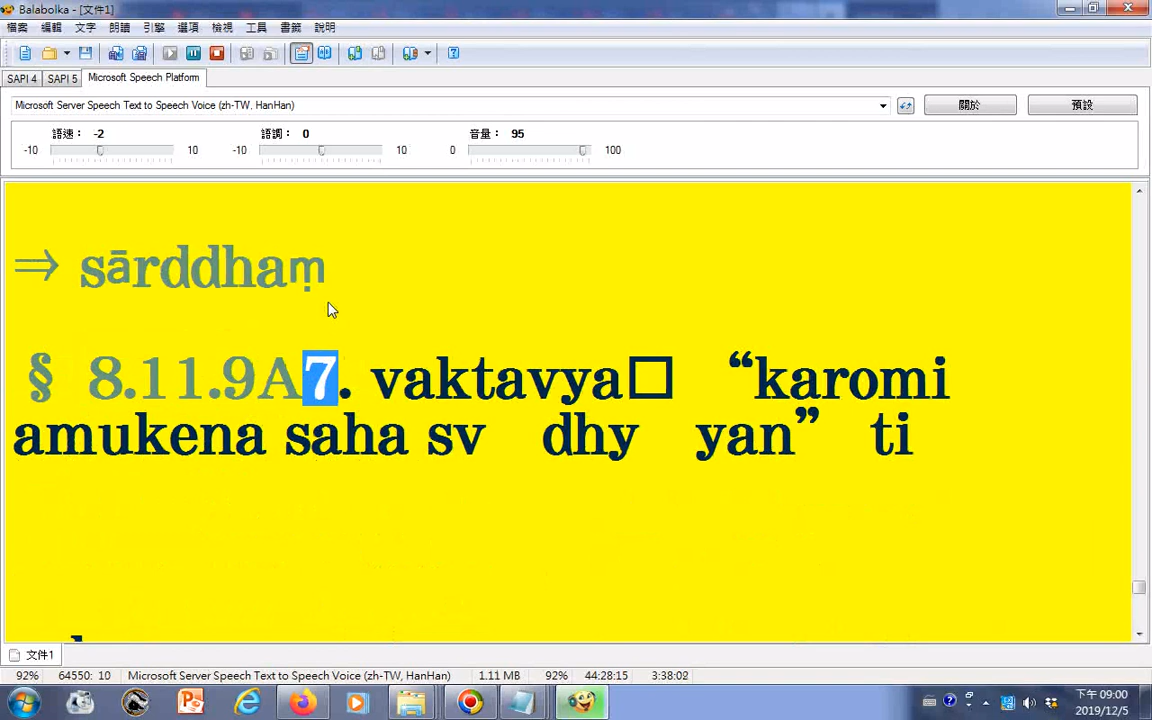 Balabolka - [文件1]
檔案 編輯 文字 朗讀 引擎 選項 檢視 工具 書籤 說明
SAPI 4 SAPI 5 Microsoft Speech Platform
Microsoft Server Speech Text to Speech Voice (zh-TW, HanHan) 關於 預設
語速： -2 語調： 0 音量： 95
-10 10 -10 10 0 100
⇒ sārddhaṃ
§ 8.11.9A7. vaktavya□ “karomi
amukena saha sv dhy yan” ti
文件1
92% 64550: 10 Microsoft Server Speech Text to Speech Voice (zh-TW, HanHan) 1.11 MB 92% 44:28:15 3:38:02
下午 09:00
2019/12/5